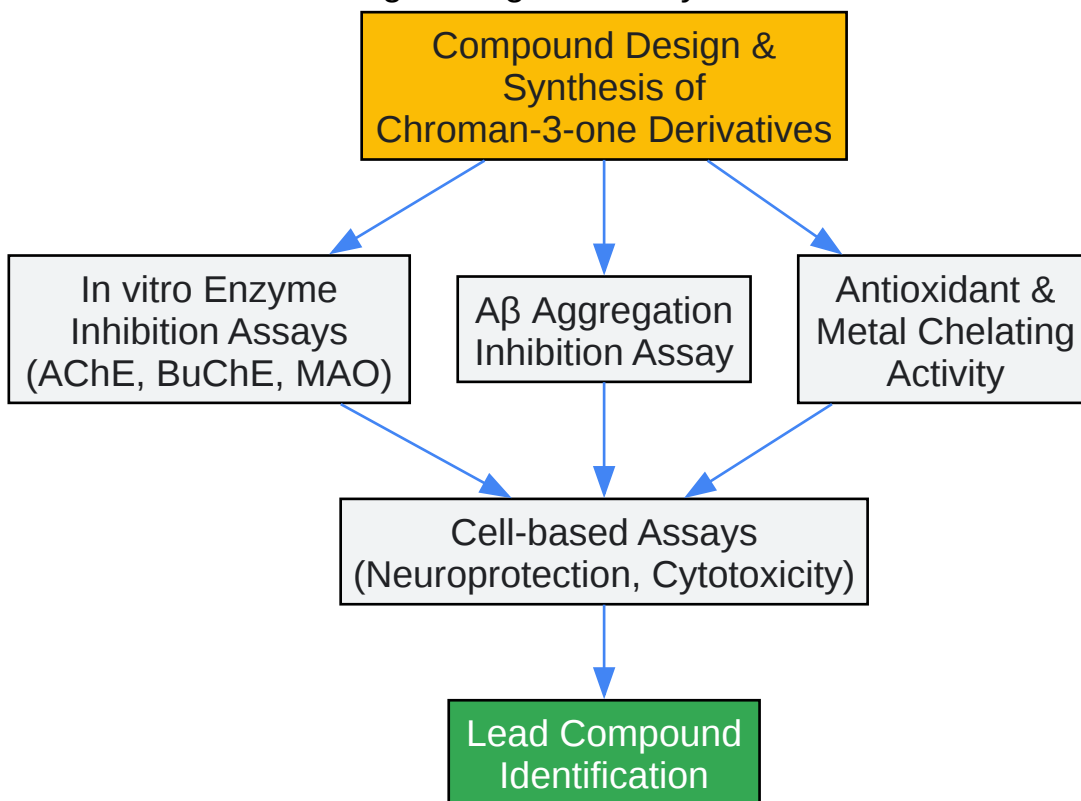 Compound Design &
Synthesis of
Chroman-3-one Derivatives
In vitro Enzyme
Inhibition Assays
(AChE, BuChE, MAO)
Aβ Aggregation
Inhibition Assay
Antioxidant &
Metal Chelating
Activity
Cell-based Assays
(Neuroprotection, Cytotoxicity)
Lead Compound
Identification